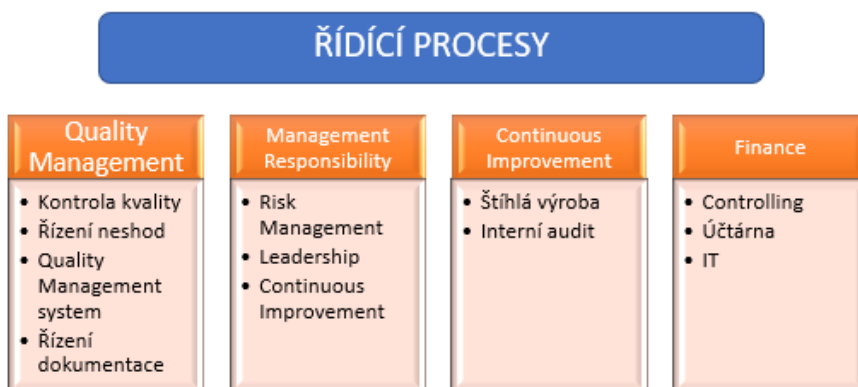 ŘÍDÍCÍ PROCESY
Quality
Management
• Kontrola kvality
• Řízení neshod
• Quality
Management
system
• Řízení
dokumentace
Management
Responsibility
• Risk
Management
• Leadership
• Continuous
Improvement
Continuous
Improvement
• Štíhlá výroba
• Interní audit
Finance
• Controlling
• Účtárna
• IT